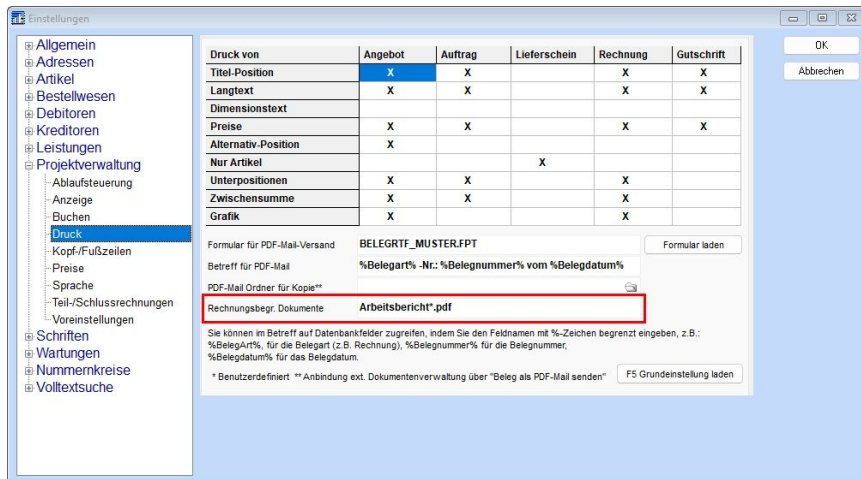 Einstellungen
Allgemein
Adressen
Artikel
Bestellwesen
Debitoren
Kreditoren
Leistungen
Projektverwaltung
Ablaufsteuerung
Anzeige
Buchen
Druck
Kopf-/Fußzeilen
Preise
Sprache
Teil-/Schlussrechnungen
Voreinstellungen
Schriften
Wartungen
Nummernkreise
Volltextsuche
Druck von Angebot Auftrag Lieferschein Rechnung Gutschrift
Titel-Position X X X X
Langtext X X X X
Dimensionstext
Preise X X X X
Alternativ-Position X
Nur Artikel X
Unterpositionen X X X
Zwischensumme X X X
Grafik X X
Formular für PDF-Mail-Versand BELEGRTF_MUSTER.FPT Formular laden
Betreff für PDF-Mail %Belegart% -Nr.: %Belegnummer% vom %Belegdatum%
PDF-Mail Ordner für Kopie**
Rechnungsbegr. Dokumente Arbeitsbericht*.pdf
Sie können im Betreff auf Datenbankfelder zugreifen, indem Sie den Feldnamen mit %-Zeichen begrenzt eingeben, z.B.:
%BelegArt%, für die Belegart (z.B. Rechnung), %Belegnummer% für die Belegnummer,
%Belegdatum% für das Belegdatum.
* Benutzerdefiniert ** Anbindung ext. Dokumentenverwaltung über "Beleg als PDF-Mail senden" F5 Grundeinstellung laden
OK
Abbrechen